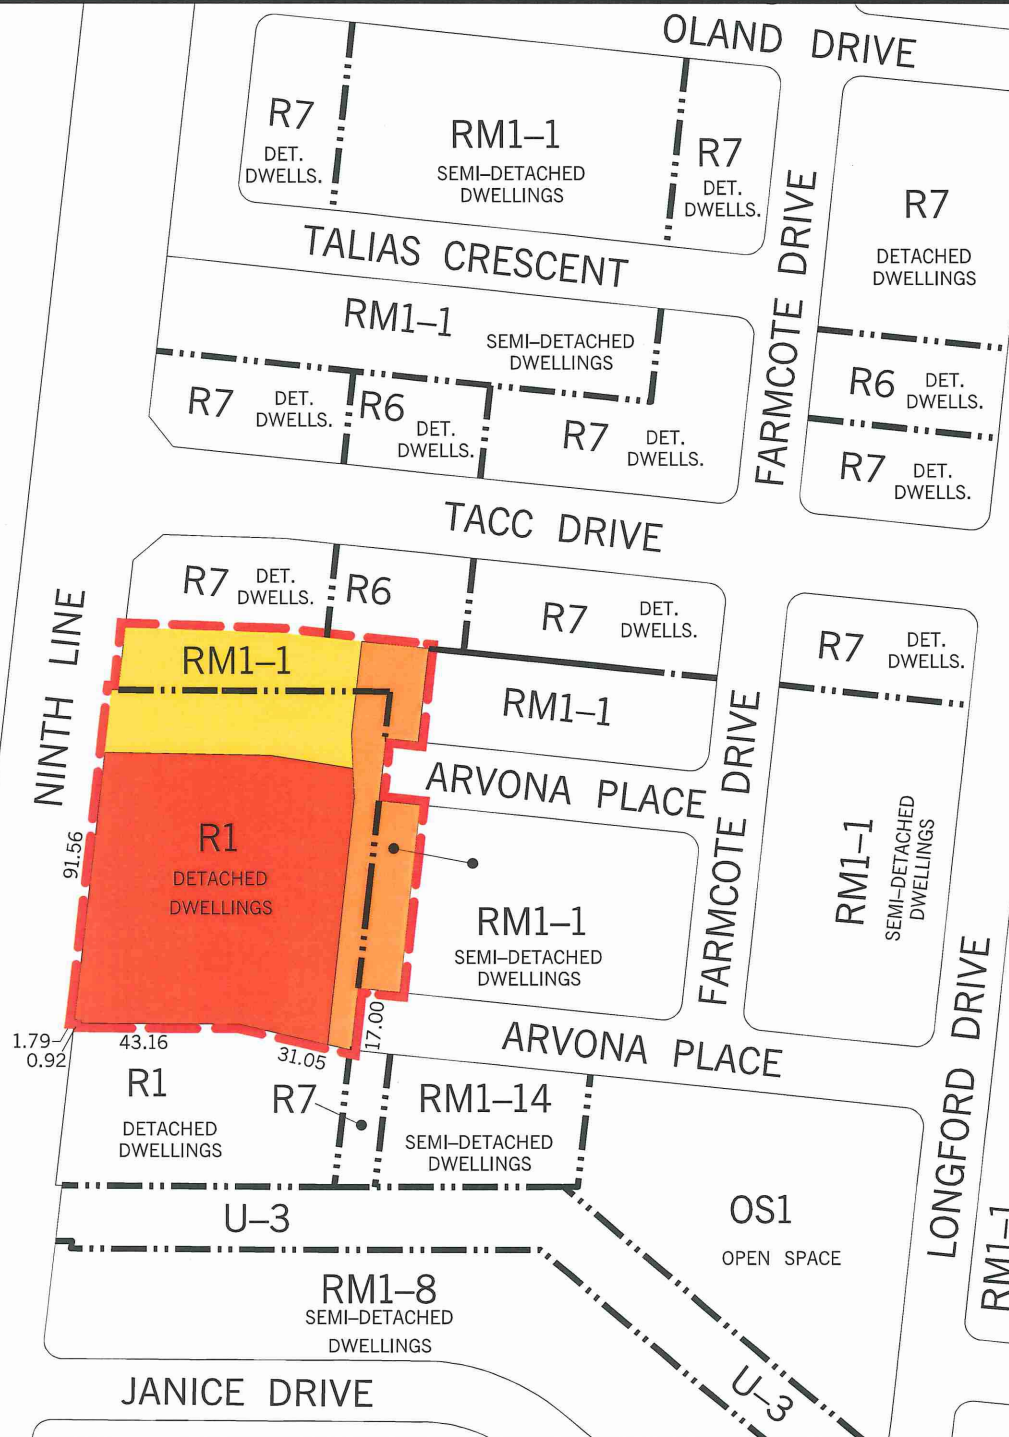 OLAND DRIVE
R7
DET.
DWELLS.
RM1–1
SEMI–DETACHED
DWELLINGS
R7
DET.
DWELLS.
R7
DETACHED
DWELLINGS
TALIAS CRESCENT
FARMCOTE DRIVE
RM1–1
SEMI–DETACHED
DWELLINGS
R7
DET.
DWELLS.
R6
DET.
DWELLS.
R7
DET.
DWELLS.
R6
DET.
DWELLS.
R7
DET.
DWELLS.
TACC DRIVE
NINTH LINE
R7
DET.
DWELLS.
R6
R7
DET.
DWELLS.
R7
DET.
DWELLS.
RM1–1
RM1–1
ARVONA PLACE
FARMCOTE DRIVE
R1
DETACHED
DWELLINGS
91.56
RM1–1
SEMI–DETACHED
DWELLINGS
RM1–1
SEMI–DETACHED
DWELLINGS
1.79
0.92
43.16
31.05
17.00
ARVONA PLACE
LONGFORD DRIVE
R1
DETACHED
DWELLINGS
R7
RM1–14
SEMI–DETACHED
DWELLINGS
U–3
OS1
OPEN SPACE
RM1–1
RM1–8
SEMI–DETACHED
DWELLINGS
U–3
JANICE DRIVE